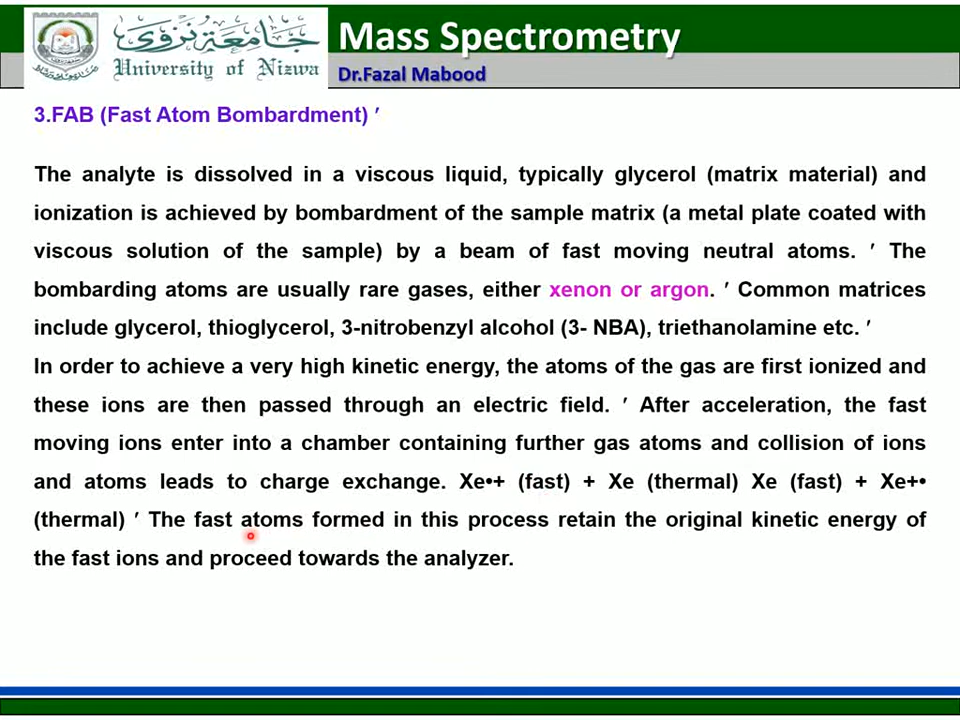 جامعة نزوى
University of Nizwa
Mass Spectrometry
Dr.Fazal Mabood
3.FAB (Fast Atom Bombardment) ′
The analyte is dissolved in a viscous liquid, typically glycerol (matrix material) and
ionization is achieved by bombardment of the sample matrix (a metal plate coated with
viscous solution of the sample) by a beam of fast moving neutral atoms. ′ The
bombarding atoms are usually rare gases, either xenon or argon. ′ Common matrices
include glycerol, thioglycerol, 3-nitrobenzyl alcohol (3- NBA), triethanolamine etc. ′
In order to achieve a very high kinetic energy, the atoms of the gas are first ionized and
these ions are then passed through an electric field. ′ After acceleration, the fast
moving ions enter into a chamber containing further gas atoms and collision of ions
and atoms leads to charge exchange. Xe•+ (fast) + Xe (thermal) Xe (fast) + Xe+•
(thermal) ′ The fast atoms formed in this process retain the original kinetic energy of
the fast ions and proceed towards the analyzer.